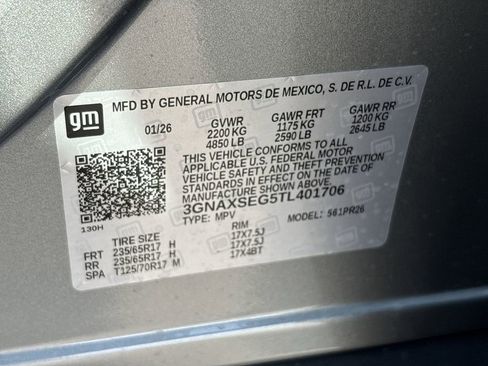 gm
MFD BY GENERAL MOTORS DE MEXICO, S. DE R.L. DE C.V.
01/26 GVWR GAWR FRT GAWR RR
2200 KG 1175 KG 1200 KG
4850 LB 2590 LB 2645 LB
THIS VEHICLE CONFORMS TO ALL
APPLICABLE U.S. FEDERAL MOTOR
VEHICLE SAFETY AND THEFT PREVENTION
STANDARDS IN EFFECT ON THE DATE OF
MANUFACTURE SHOWN ABOVE.
3GNAXSEG5TL401706
TYPE: MPV MODEL: 561PR26
130H
TIRE SIZE RIM
FRT 235/65R17 H 17X7.5J
RR 235/65R17 H 17X7.5J
SPA T125/70R17 M 17X4BT